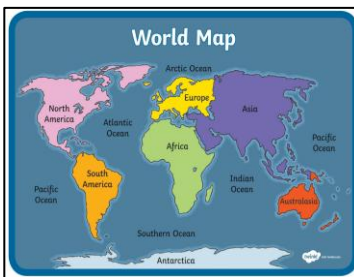 World Map
Arctic Ocean
North
America
Europe
Asia
Atlantic
Ocean
Pacific
Ocean
Africa
South
America
Indian
Ocean
Pacific
Ocean
Australasia
Southern Ocean
Antarctica
twinkl